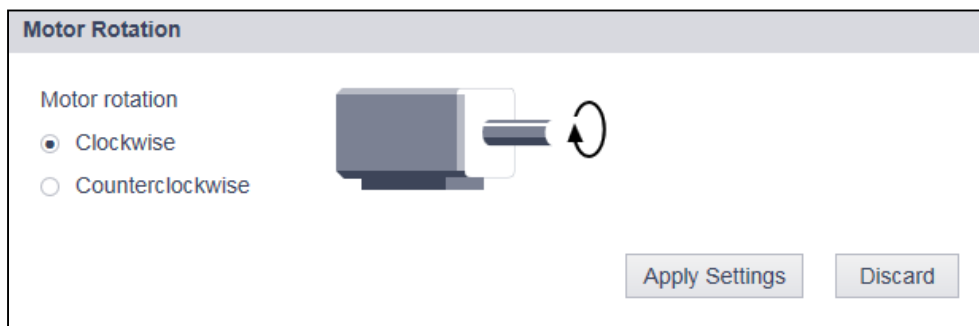 Motor Rotation
Motor rotation
Clockwise
Counterclockwise
Apply Settings
Discard